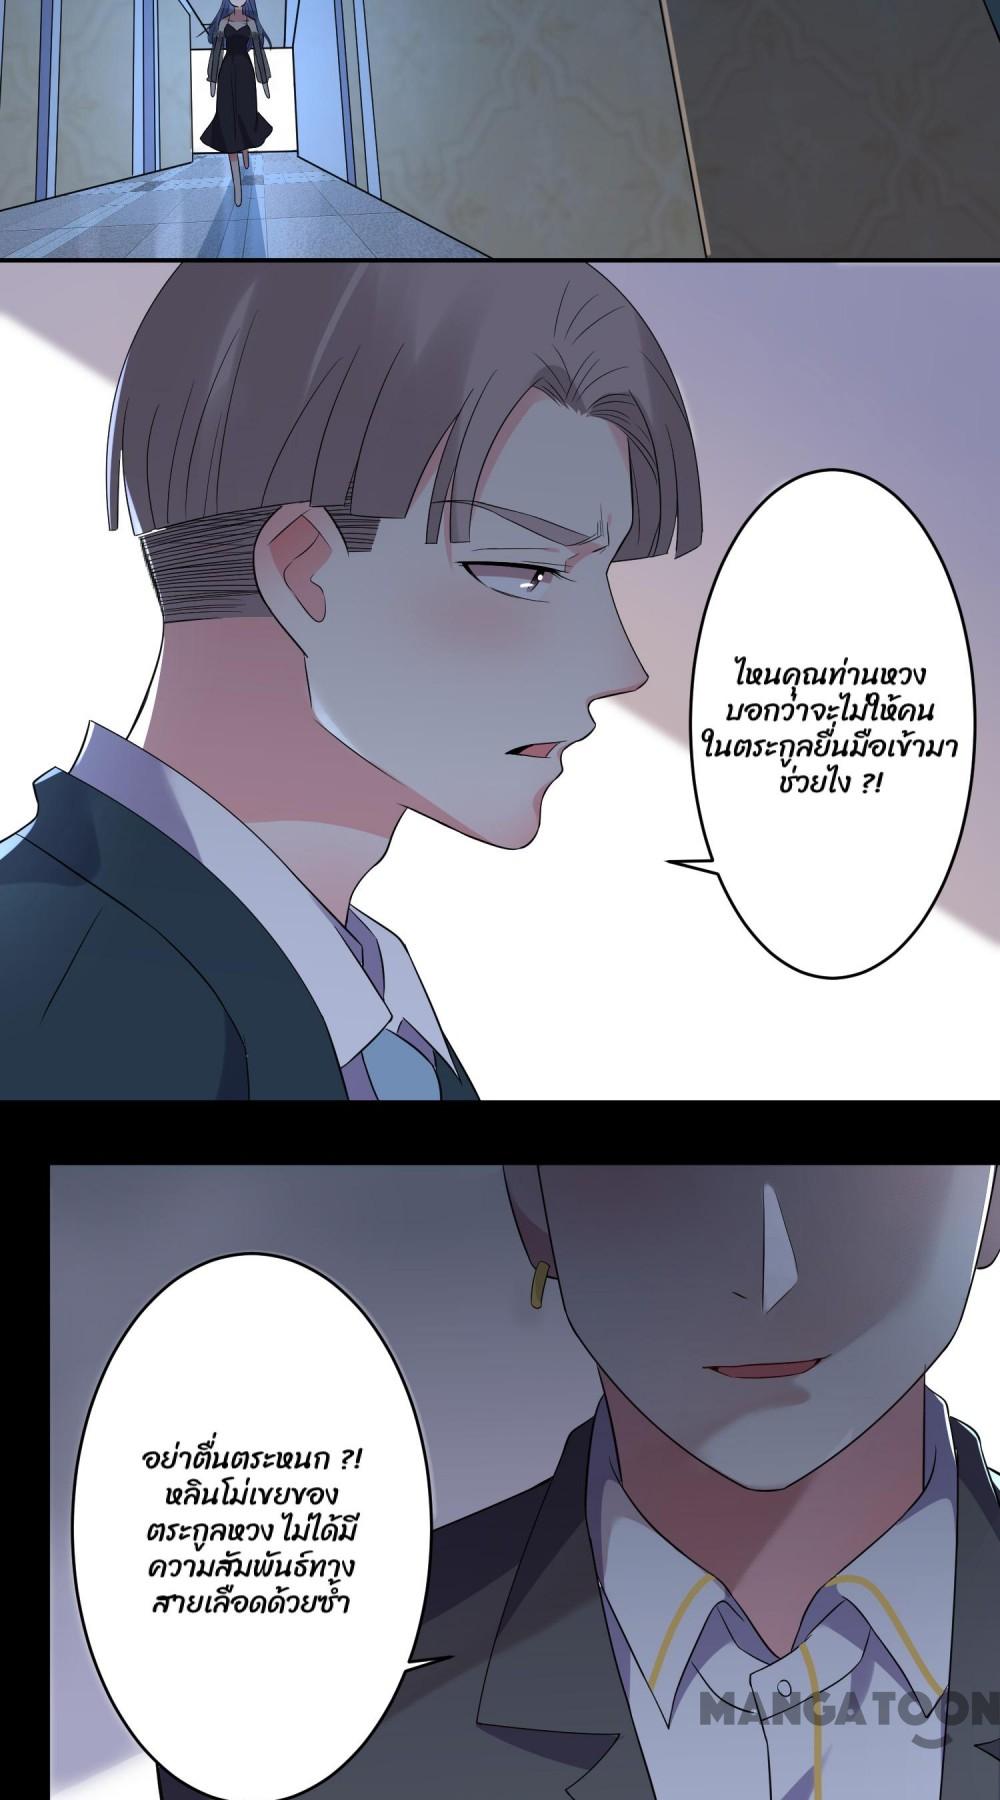 ไหนคุณท่านหวง
บอกว่าจะไม่ให้คน
ในตระกูลยื่นมือเข้ามา
ช่วยไง ?!
อย่าตื่นตระหนก ?!
หลินโม่เขยของ
ตระกูลหวง ไม่ได้มี
ความสัมพันธ์ทาง
สายเลือดด้วยซ้ำ
MANGATOON